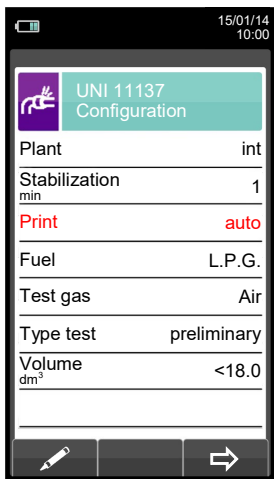 15/01/14
10:00
UNI 11137
Configuration
Plant int
Stabilization 1
min
Print auto
Fuel L.P.G.
Test gas Air
Type test preliminary
Volume <18.0
dm³